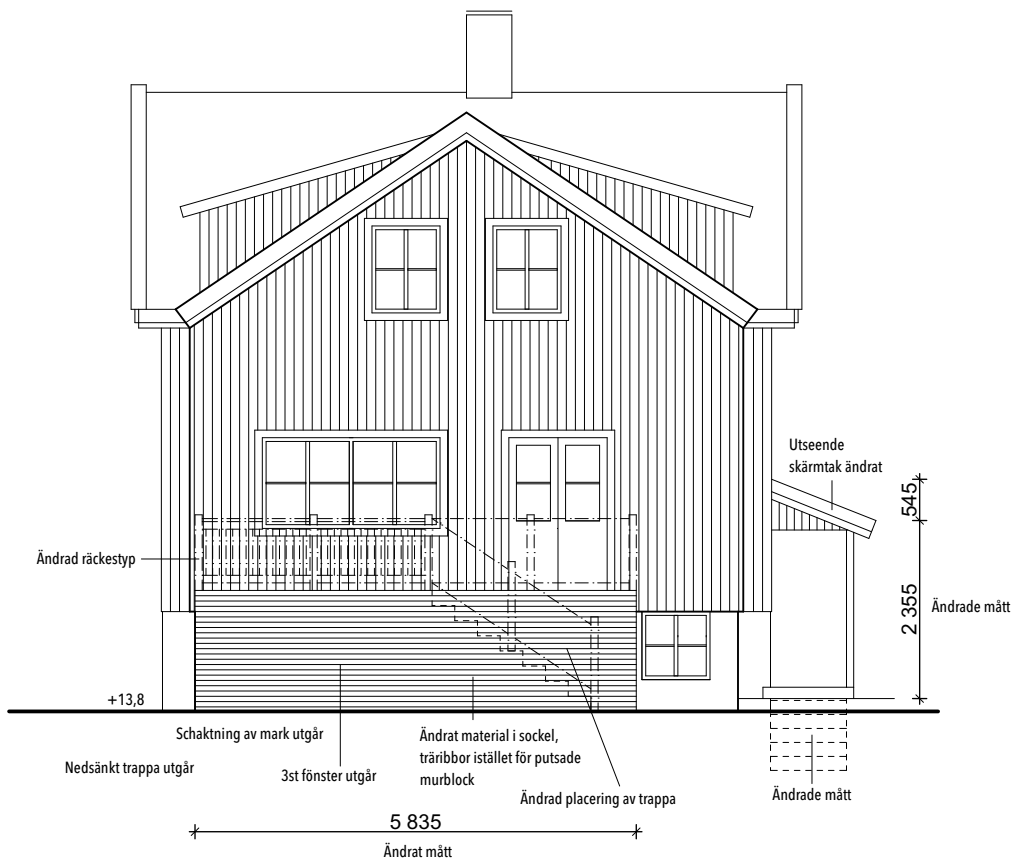 Utseende
skärmtak ändrat
545
Ändrad räckestyp
2 355
Ändrade mått
+13,8
Schaktning av mark utgår
Ändrat material i sockel,
träribbor istället för putsade
murblock
Nedsänkt trappa utgår
3st fönster utgår
Ändrad placering av trappa
Ändrade mått
5 835
Ändrat mått